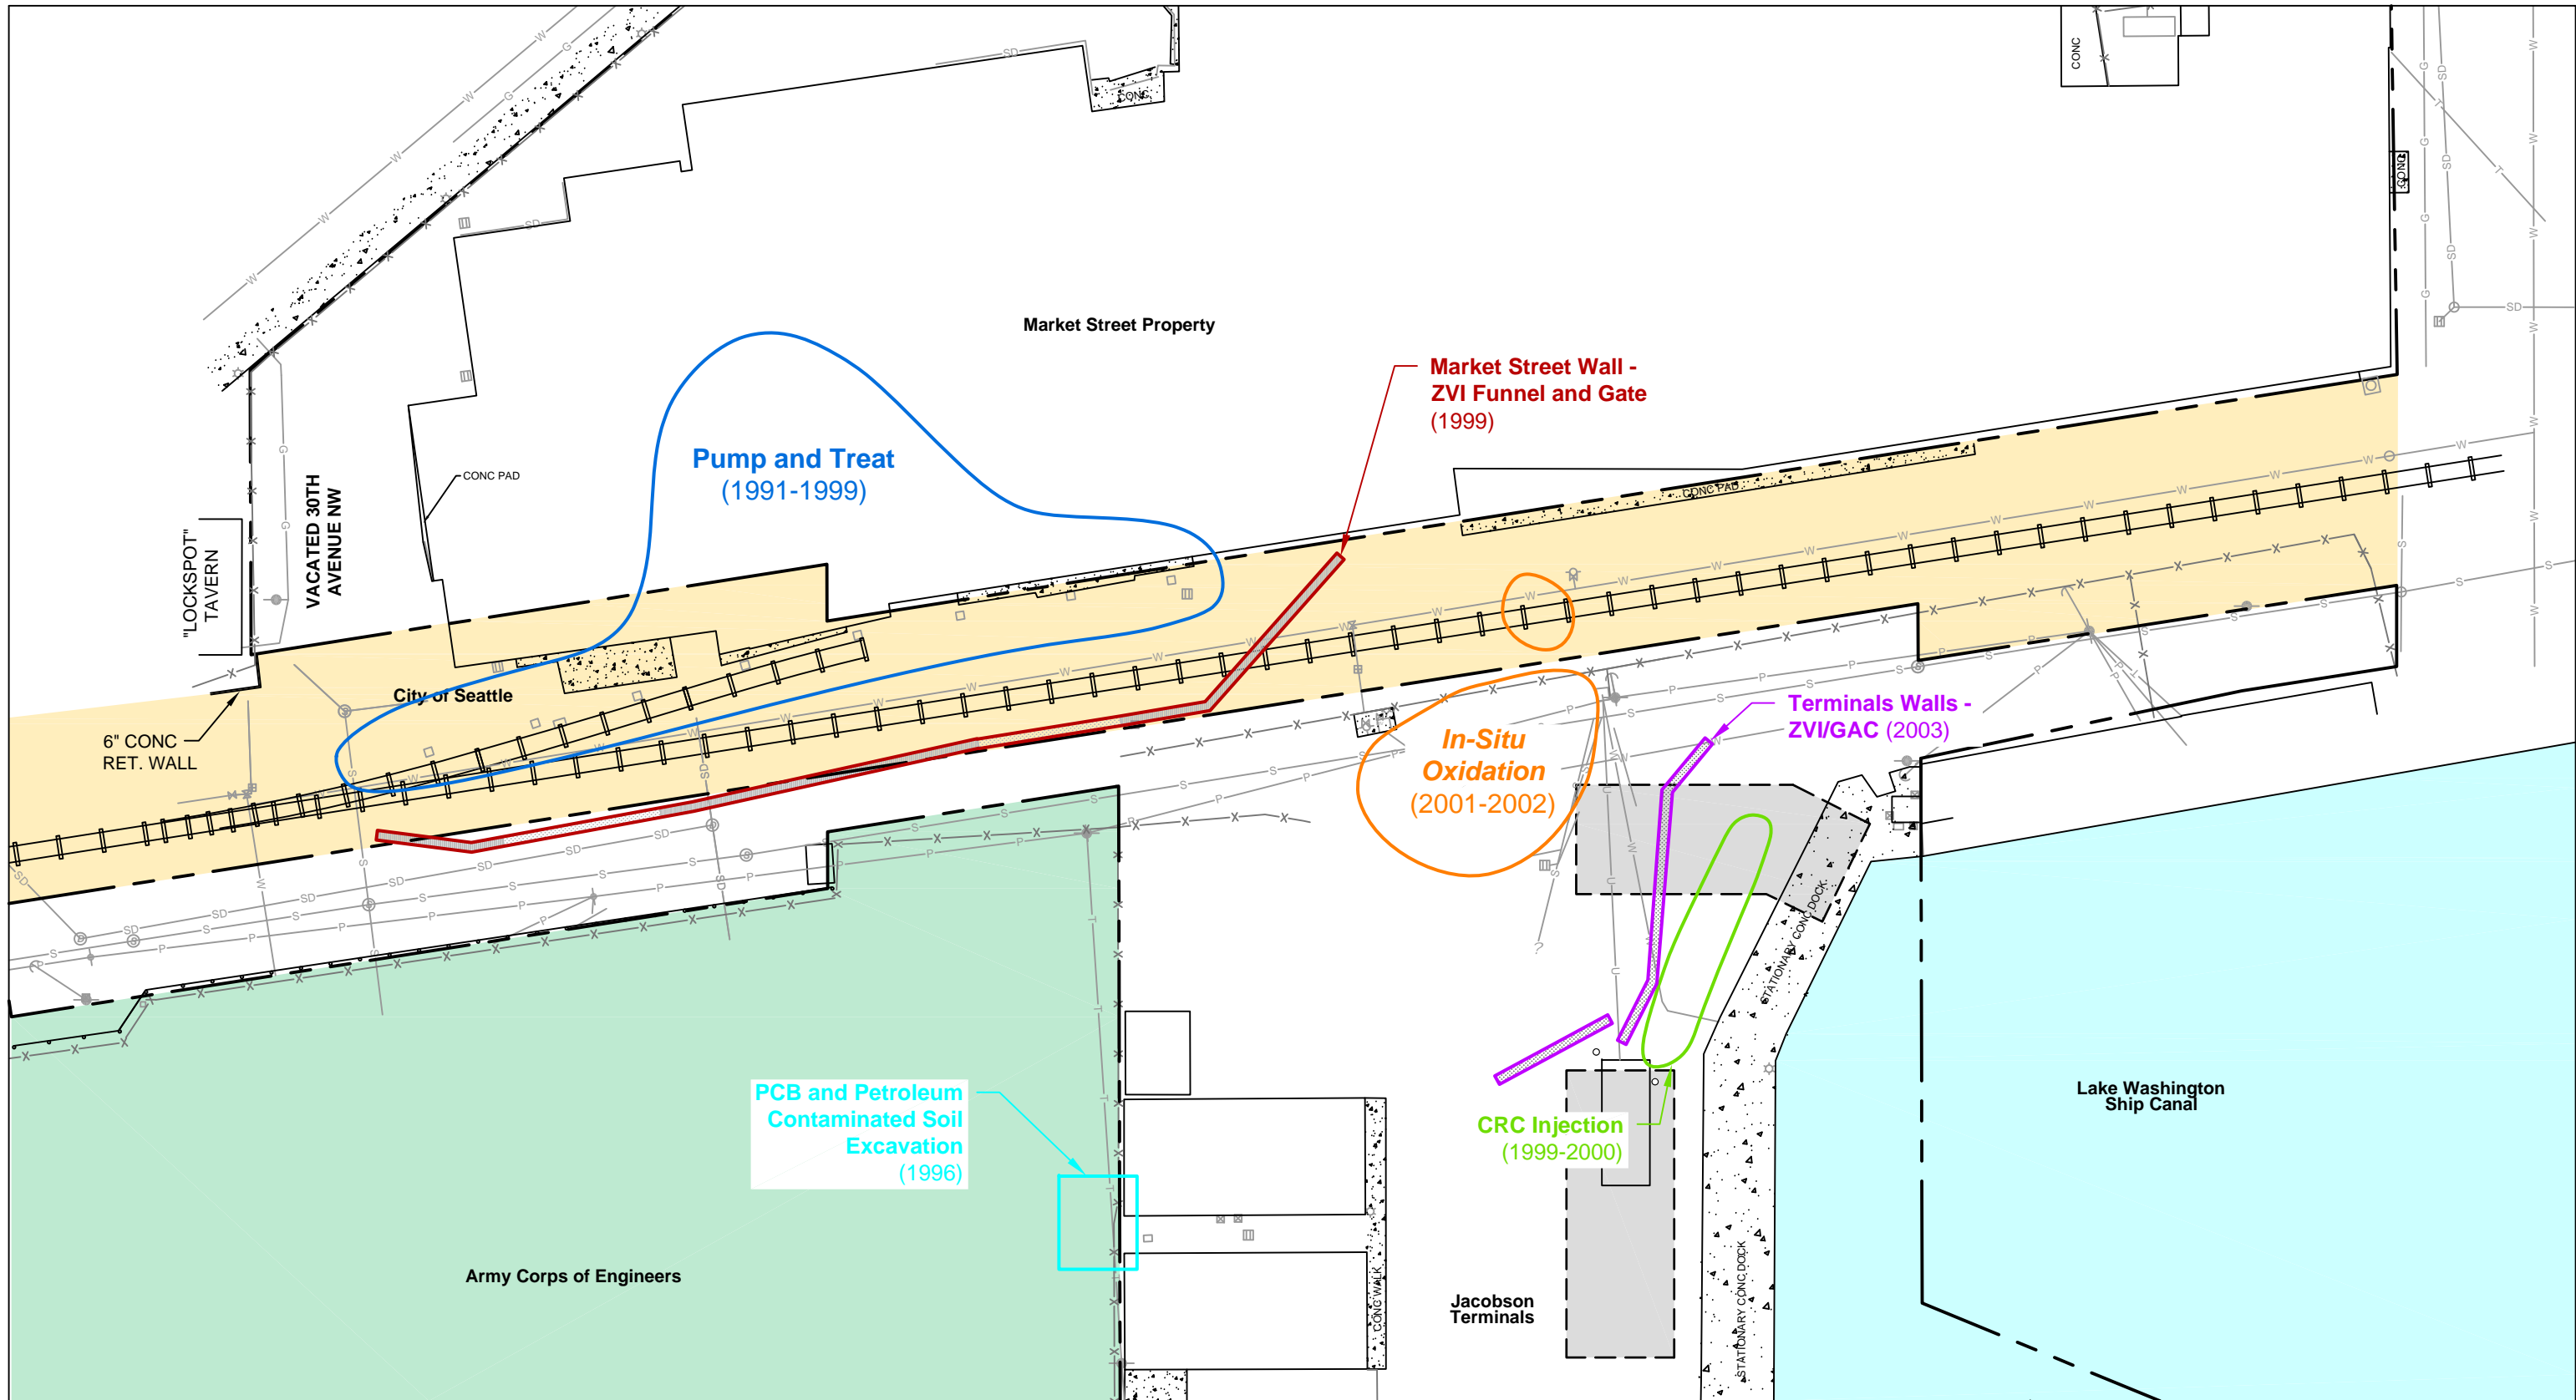 CONC
CONC
CONC
Market Street Property
Market Street Wall -
ZVI Funnel and Gate
(1999)
Pump and Treat
(1991-1999)
CONC PAD
CONC PAD
"LOCKSPOT"
TAVERN
VACATED 30TH
AVENUE NW
City of Seattle
6" CONC
RET. WALL
In-Situ
Oxidation
(2001-2002)
Terminals Walls -
ZVI/GAC (2003)
STATIONARY CONC DOCK
PCB and Petroleum
Contaminated Soil
Excavation
(1996)
CRC Injection
(1999-2000)
Lake Washington
Ship Canal
Army Corps of Engineers
Jacobson
Terminals
CONC WALK
STATIONARY CONC DOCK